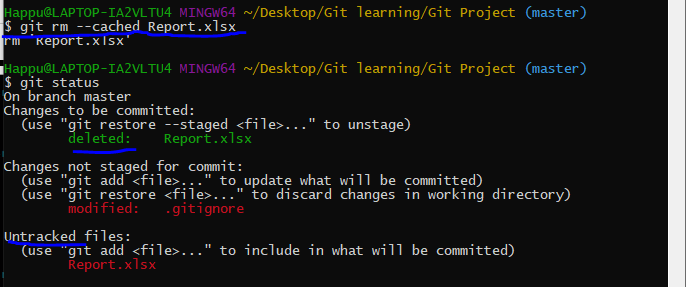 Happu@LAPTOP-IA2VLTU4 MINGW64 ~/Desktop/Git learning/Git Project (master)
$ git rm --cached Report.xlsx
rm 'Report.xlsx'
Happu@LAPTOP-IA2VLTU4 MINGW64 ~/Desktop/Git learning/Git Project (master)
$ git status
On branch master
Changes to be committed:
  (use "git restore --staged <file>..." to unstage)
        deleted:    Report.xlsx
Changes not staged for commit:
  (use "git add <file>..." to update what will be committed)
  (use "git restore <file>..." to discard changes in working directory)
        modified:   .gitignore
Untracked files:
  (use "git add <file>..." to include in what will be committed)
        Report.xlsx